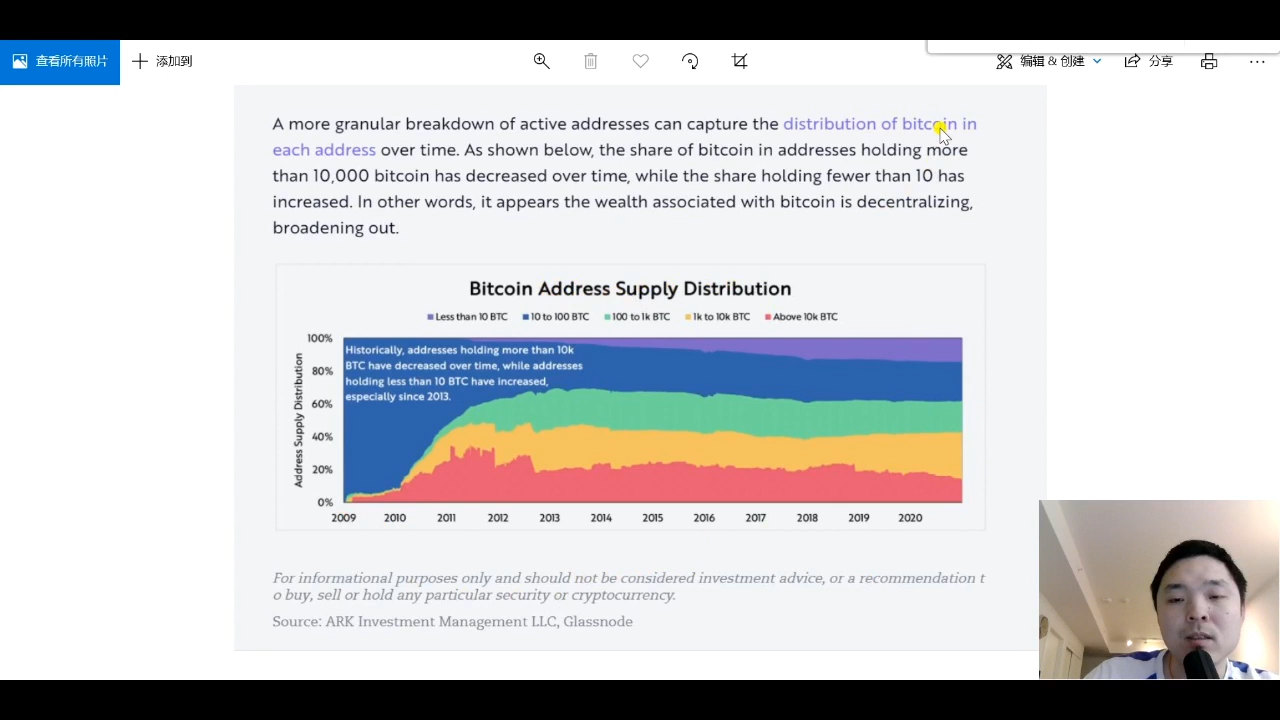 查看所有照片
添加到
编辑 & 创建
分享
A more granular breakdown of active addresses can capture the distribution of bitcoin in
each address over time. As shown below, the share of bitcoin in addresses holding more
than 10,000 bitcoin has decreased over time, while the share holding fewer than 10 has
increased. In other words, it appears the wealth associated with bitcoin is decentralizing,
broadening out.
Bitcoin Address Supply Distribution
Less than 10 BTC 10 to 100 BTC 100 to 1k BTC 1k to 10k BTC Above 10k BTC
Address Supply Distribution
100%
80%
60%
40%
20%
0%
Historically, addresses holding more than 10k
BTC have decreased over time, while addresses
holding less than 10 BTC have increased,
especially since 2013.
2009 2010 2011 2012 2013 2014 2015 2016 2017 2018 2019 2020
For informational purposes only and should not be considered investment advice, or a recommendation t
o buy, sell or hold any particular security or cryptocurrency.
Source: ARK Investment Management LLC, Glassnode